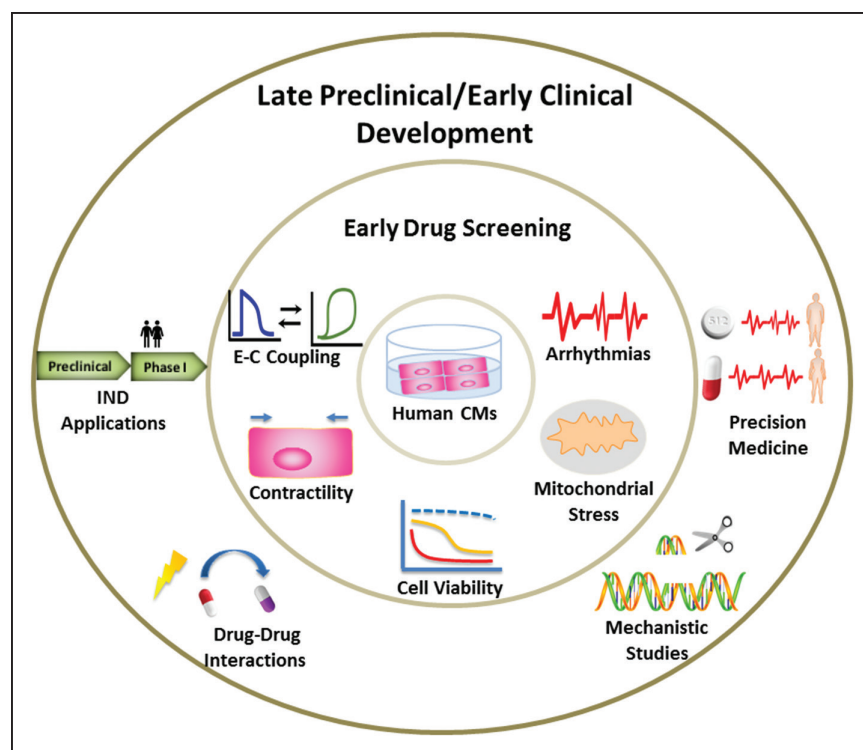 Late Preclinical/Early Clinical
Development
Early Drug Screening
E-C Coupling
Arrhythmias
Human CMs
Contractility
Mitochondrial
Stress
Cell Viability
Preclinical
Phase I
IND
Applications
512
Precision
Medicine
Drug-Drug
Interactions
Mechanistic
Studies